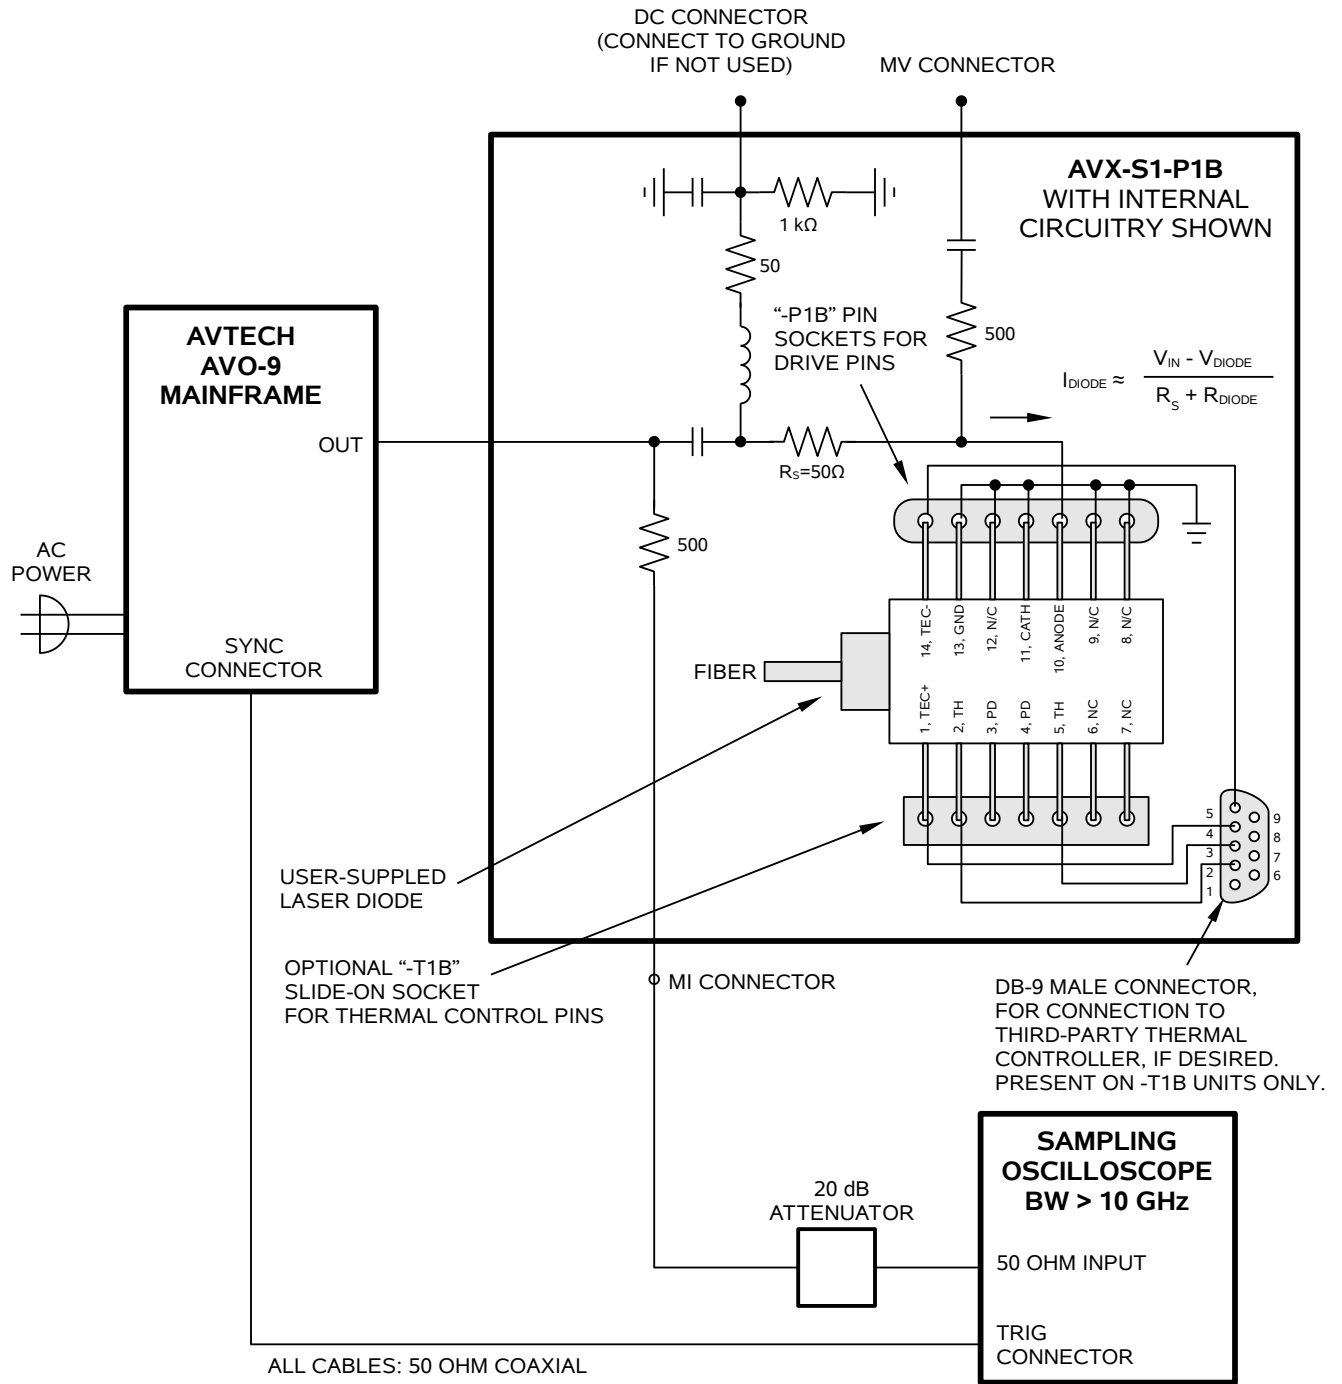 DC CONNECTOR
(CONNECT TO GROUND
IF NOT USED)
MV CONNECTOR
AVX-S1-P1B
WITH INTERNAL
CIRCUITRY SHOWN
1 kΩ
50
"-P1B" PIN
SOCKETS FOR
DRIVE PINS
500
I DIODE ≈ V IN - V DIODE
R S + R DIODE
AVTECH
AVO-9
MAINFRAME
OUT
RS=50Ω
500
AC
POWER
SYNC
CONNECTOR
14, TEC-
13, GND
12, N/C
11, CATH
10, ANODE
9, N/C
8, N/C
FIBER
1, TEC+
2, TH
3, PD
4, PD
5, TH
6, NC
7, NC
5
4
3
2
1
9
8
7
6
USER-SUPPLED
LASER DIODE
OPTIONAL "-T1B"
SLIDE-ON SOCKET
FOR THERMAL CONTROL PINS
MI CONNECTOR
DB-9 MALE CONNECTOR,
FOR CONNECTION TO
THIRD-PARTY THERMAL
CONTROLLER, IF DESIRED.
PRESENT ON -T1B UNITS ONLY.
SAMPLING
OSCILLOSCOPE
BW > 10 GHz
20 dB
ATTENUATOR
50 OHM INPUT
TRIG
CONNECTOR
ALL CABLES: 50 OHM COAXIAL